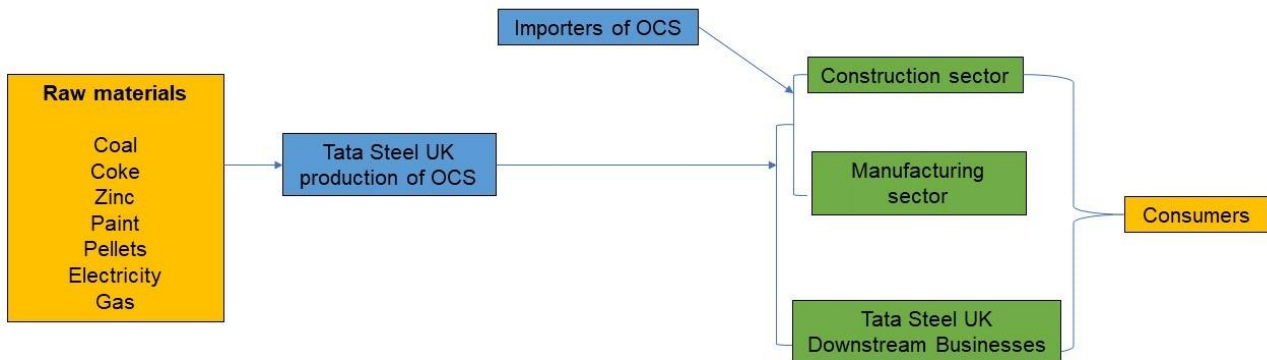 Importers of OCS
Raw materials
Coal
Coke
Zinc
Paint
Pellets
Electricity
Gas
Tata Steel UK
production of OCS
Construction sector
Manufacturing
sector
Tata Steel UK
Downstream Businesses
Consumers